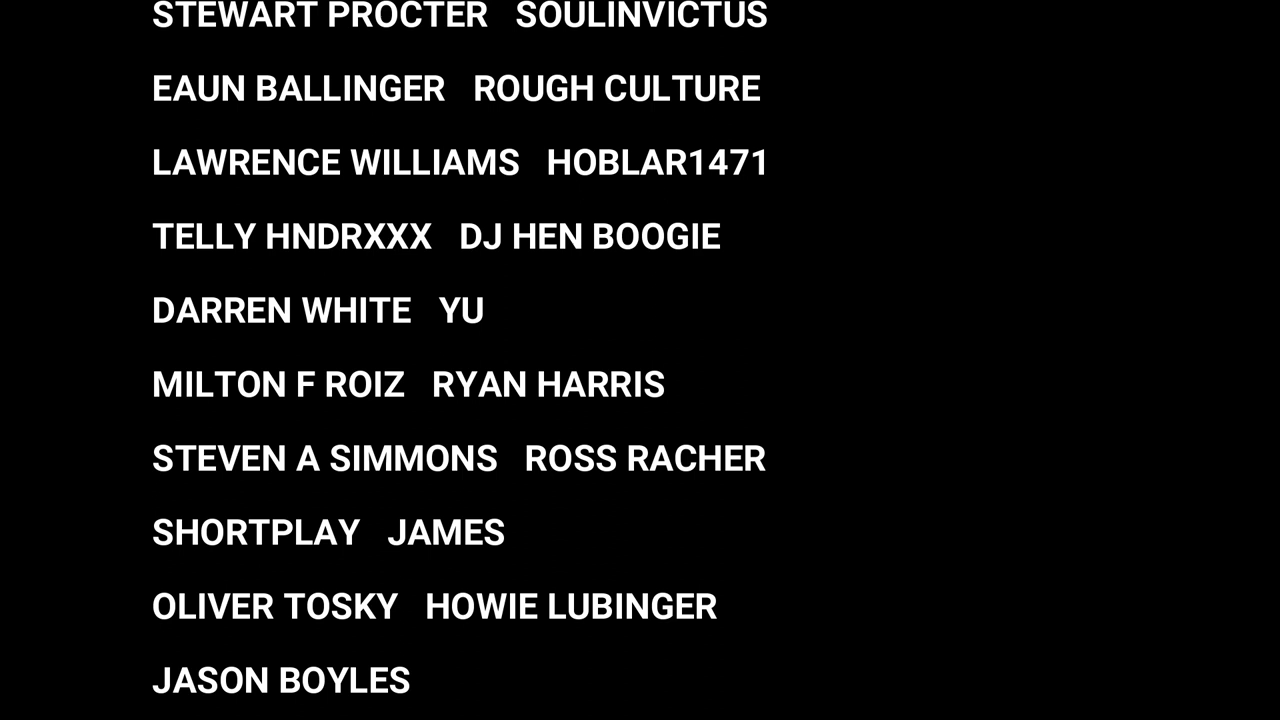 STEWART PROCTER   SOULINVICTUS
EAUN BALLINGER   ROUGH CULTURE
LAWRENCE WILLIAMS   HOBLAR1471
TELLY HNDRXXX   DJ HEN BOOGIE
DARREN WHITE   YU
MILTON F ROIZ   RYAN HARRIS
STEVEN A SIMMONS   ROSS RACHER
SHORTPLAY   JAMES
OLIVER TOSKY   HOWIE LUBINGER
JASON BOYLES